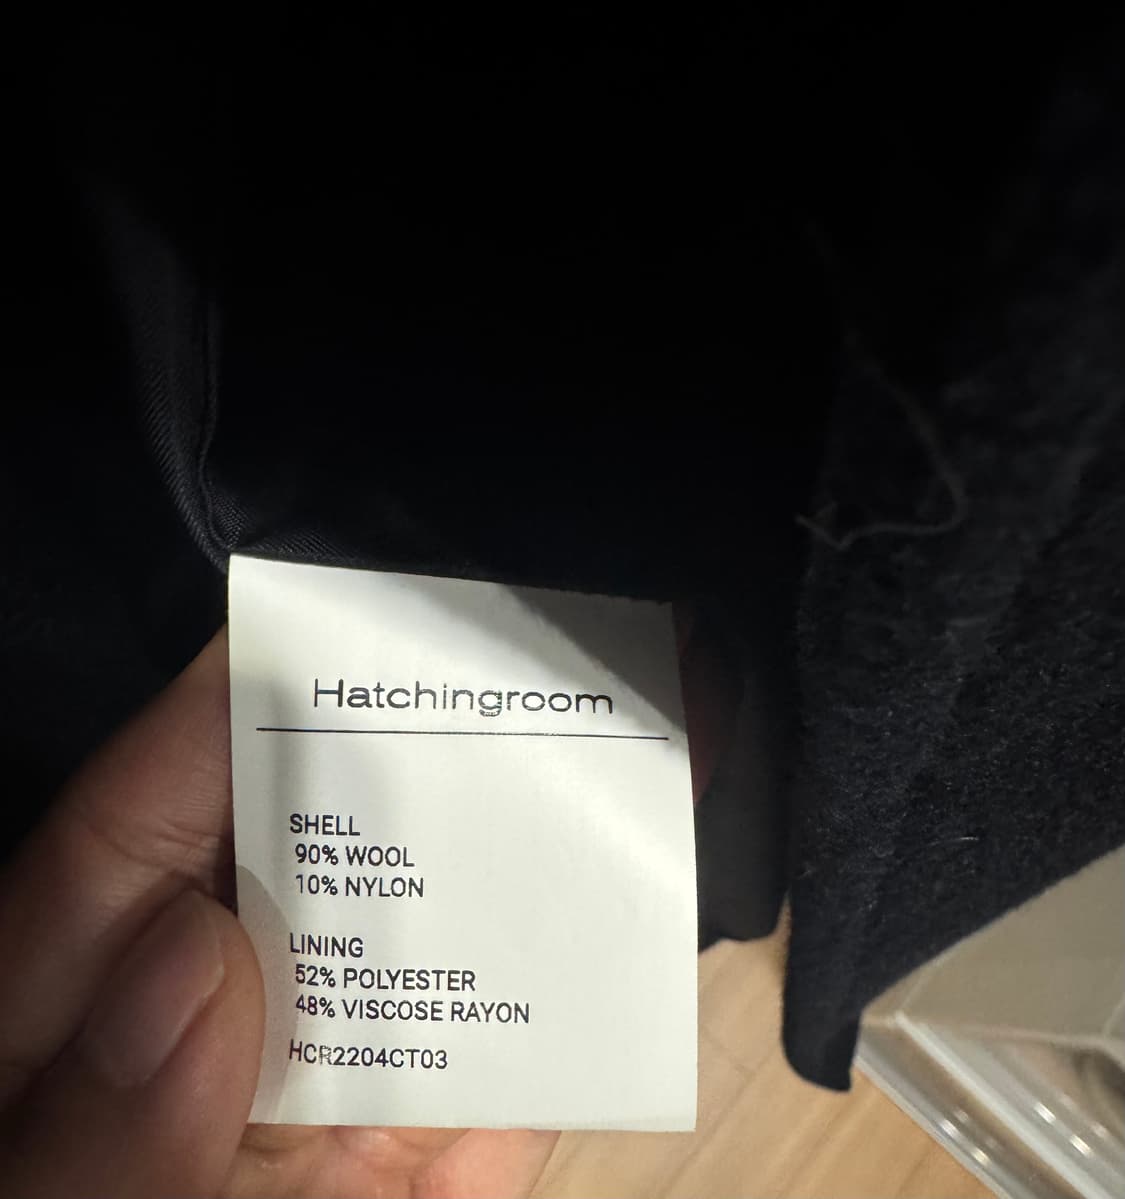 Hatchingroom
SHELL
90% WOOL
10% NYLON
LINING
52% POLYESTER
48% VISCOSE RAYON
HCR2204CT03